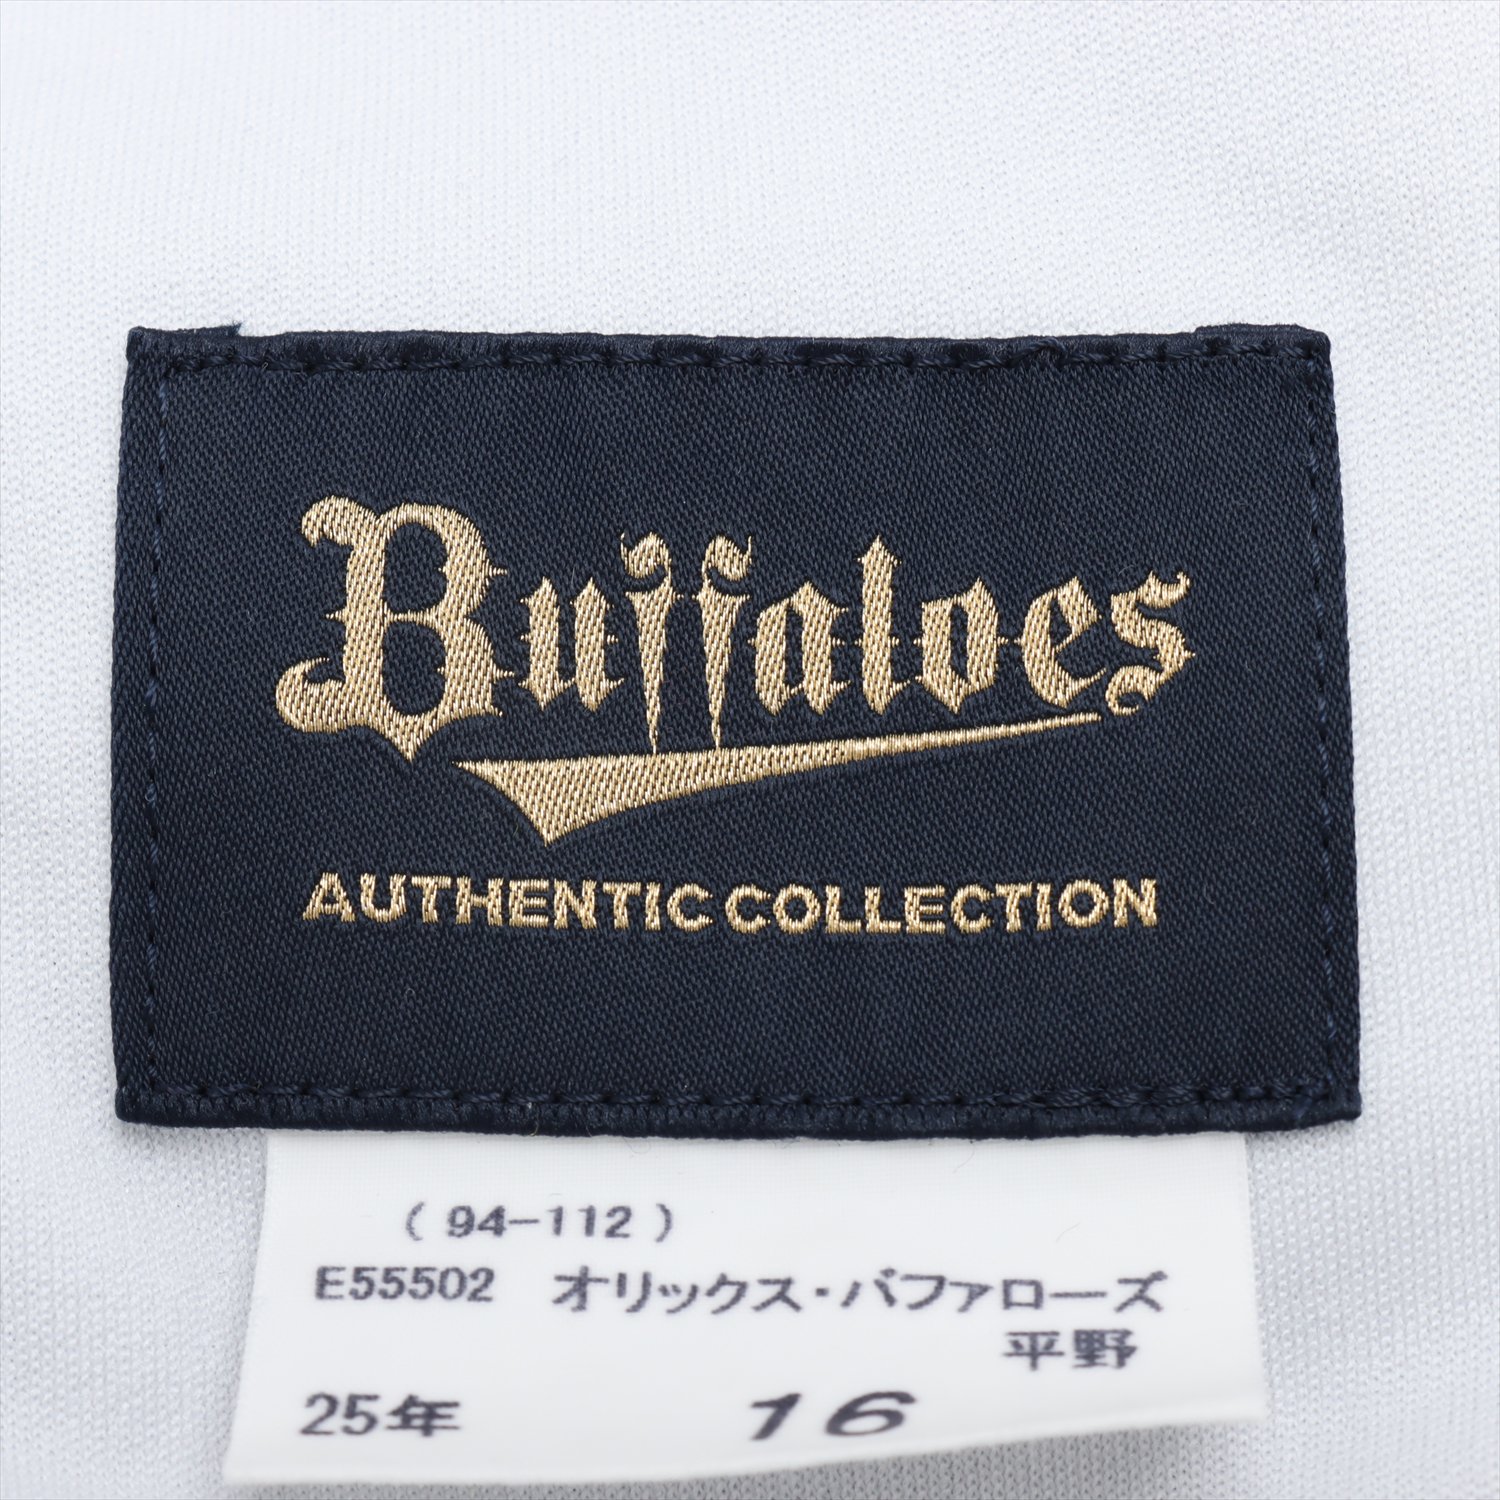 Buffaloes
AUTHENTIC COLLECTION
( 94-112 )
E55502 オリックス・バファローズ
平野
25年 16